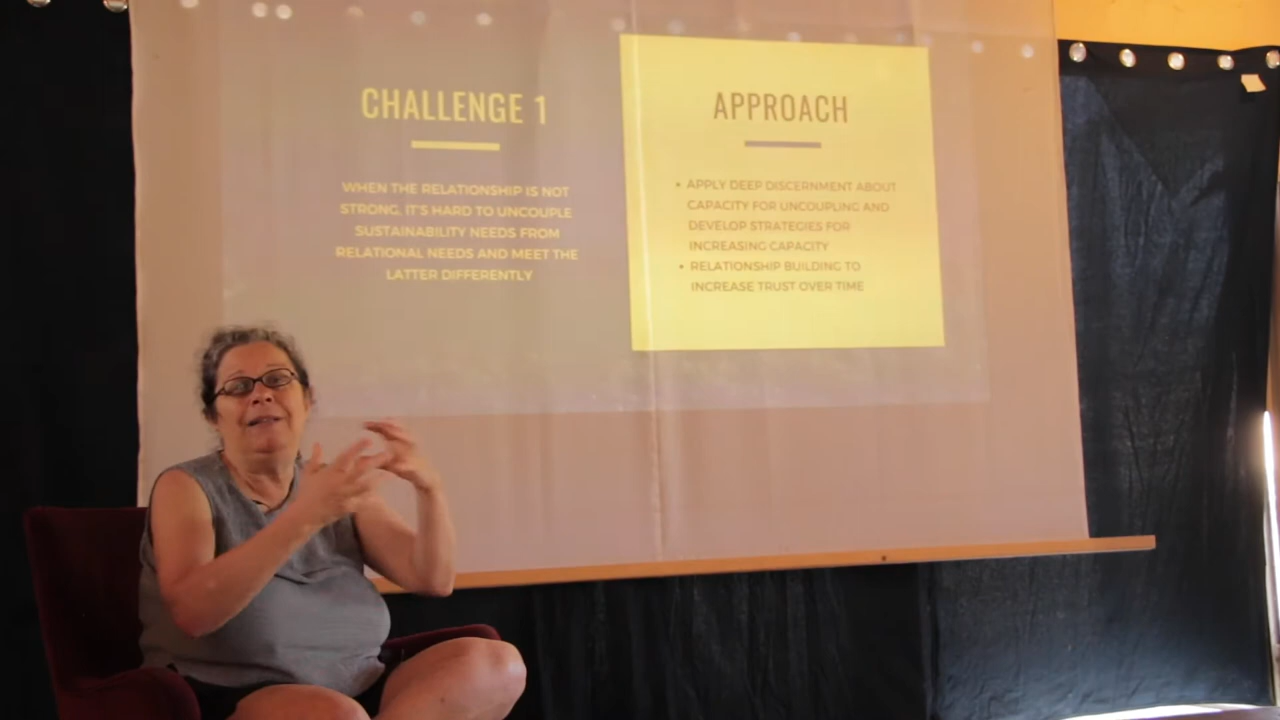 CHALLENGE 1
WHEN THE RELATIONSHIP IS NOT
STRONG, IT'S HARD TO UNCOUPLE
SUSTAINABILITY NEEDS FROM
RELATIONAL NEEDS AND MEET THE
LATTER DIFFERENTLY
APPROACH
• APPLY DEEP DISCERNMENT ABOUT
CAPACITY FOR UNCOUPLING AND
DEVELOP STRATEGIES FOR
INCREASING CAPACITY
• RELATIONSHIP BUILDING TO
INCREASE TRUST OVER TIME